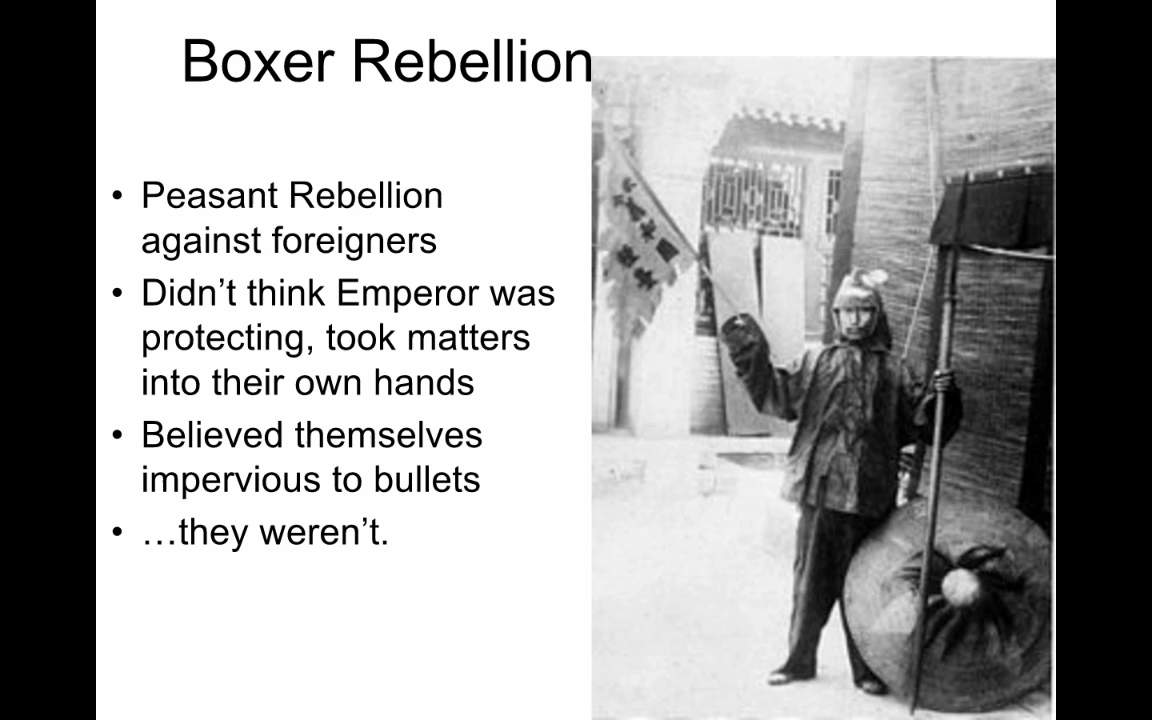 Boxer Rebellion
• Peasant Rebellion
against foreigners
• Didn’t think Emperor was
protecting, took matters
into their own hands
• Believed themselves
impervious to bullets
• …they weren’t.